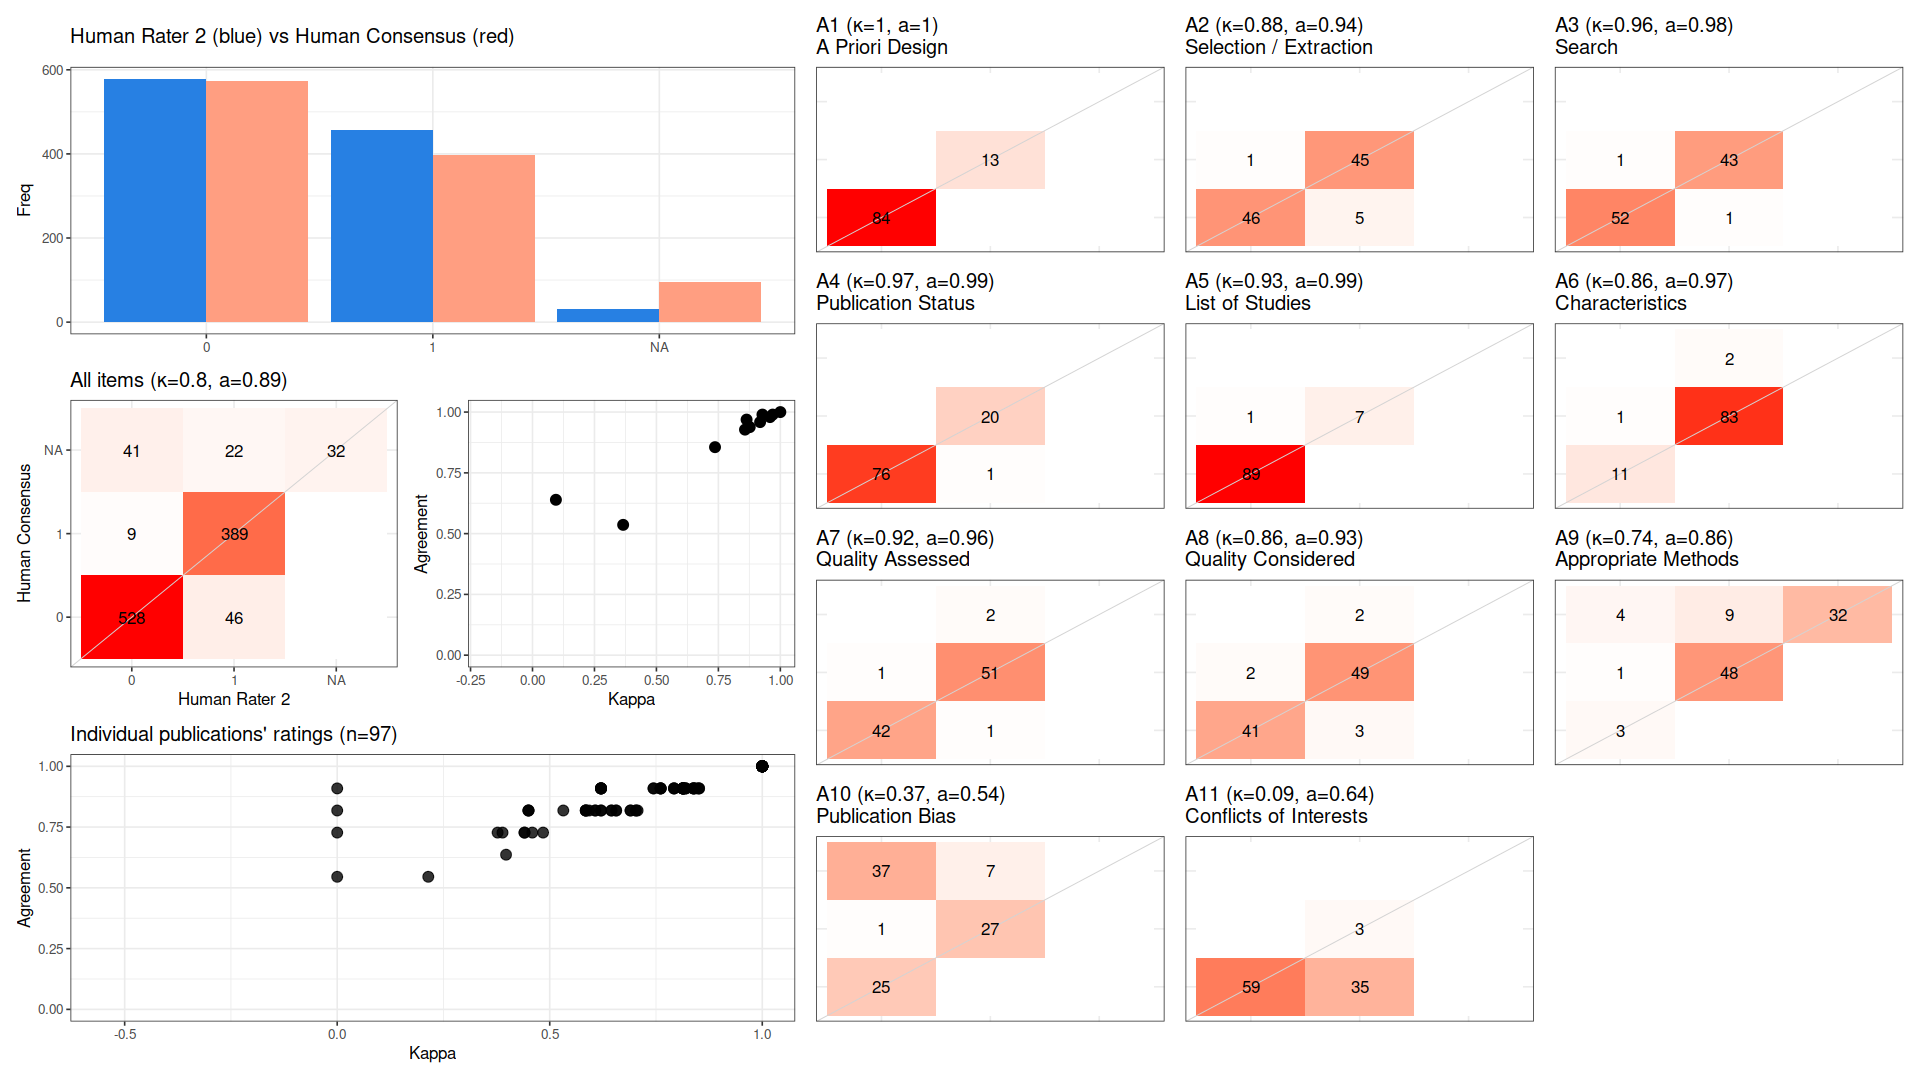 Human Rater 2 (blue) vs Human Consensus (red)
600
400
200
0
Freq
0
1
NA
All items (κ=0.8, a=0.89)
NA
1
0
Human Consensus
41
22
32
9
389
528
46
0
1
NA
Human Rater 2
1.00
0.75
0.50
0.25
0.00
Agreement
-0.25
0.00
0.25
0.50
0.75
1.00
Kappa
Individual publications' ratings (n=97)
1.00
0.75
0.50
0.25
0.00
Agreement
-0.5
0.0
0.5
1.0
Kappa
A1 (κ=1, a=1)
A Priori Design
13
84
A2 (κ=0.88, a=0.94)
Selection / Extraction
1
45
46
5
A3 (κ=0.96, a=0.98)
Search
1
43
52
1
A4 (κ=0.97, a=0.99)
Publication Status
20
76
1
A5 (κ=0.93, a=0.99)
List of Studies
1
7
89
A6 (κ=0.86, a=0.97)
Characteristics
2
1
83
11
A7 (κ=0.92, a=0.96)
Quality Assessed
2
1
51
42
1
A8 (κ=0.86, a=0.93)
Quality Considered
2
2
49
41
3
A9 (κ=0.74, a=0.86)
Appropriate Methods
4
9
32
1
48
3
A10 (κ=0.37, a=0.54)
Publication Bias
37
7
1
27
25
A11 (κ=0.09, a=0.64)
Conflicts of Interests
3
59
35